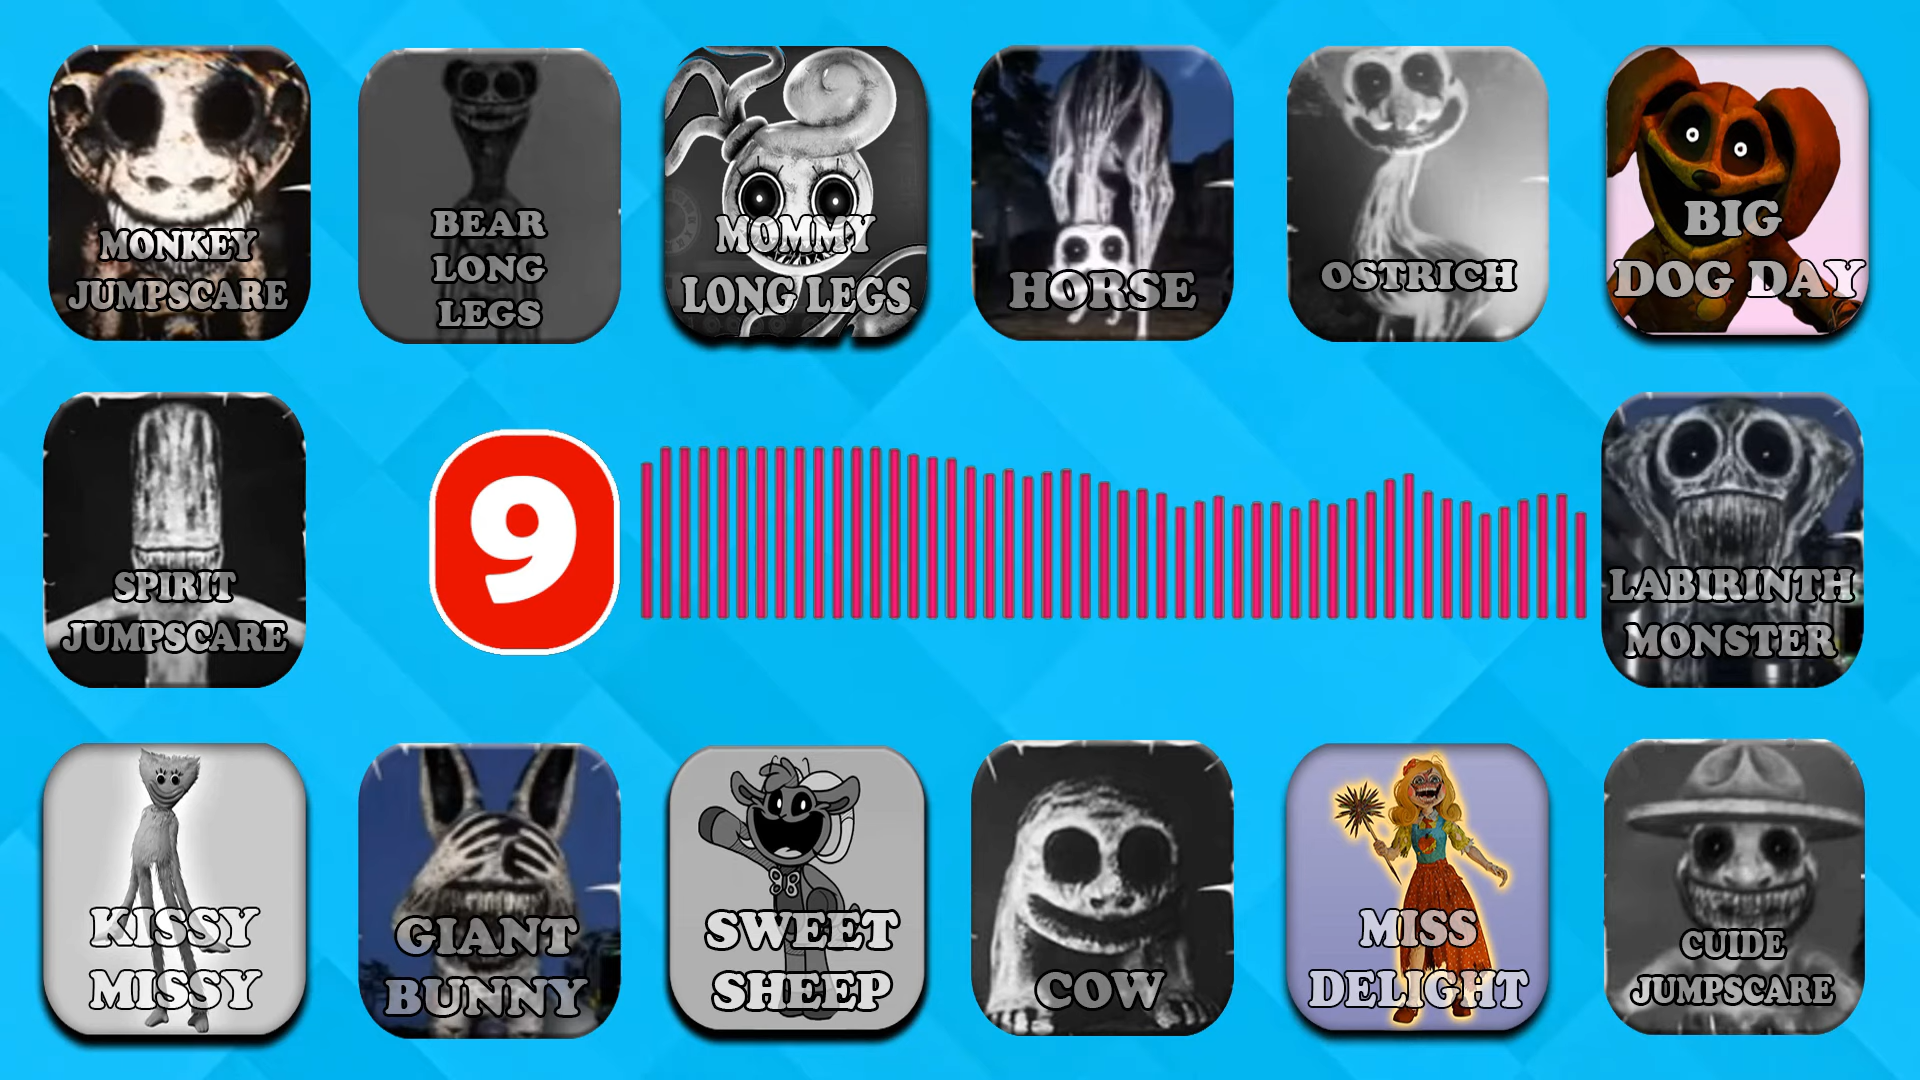 MONKEY
JUMPSCARE
BEAR
LONG
LEGS
MOMMY
LONG LEGS
HORSE
OSTRICH
BIG
DOG DAY
SPIRIT
JUMPSCARE
9
LABIRINTH
MONSTER
KISSY
MISSY
GIANT
BUNNY
SWEET
SHEEP
COW
MISS
DELIGHT
CUIDE
JUMPSCARE